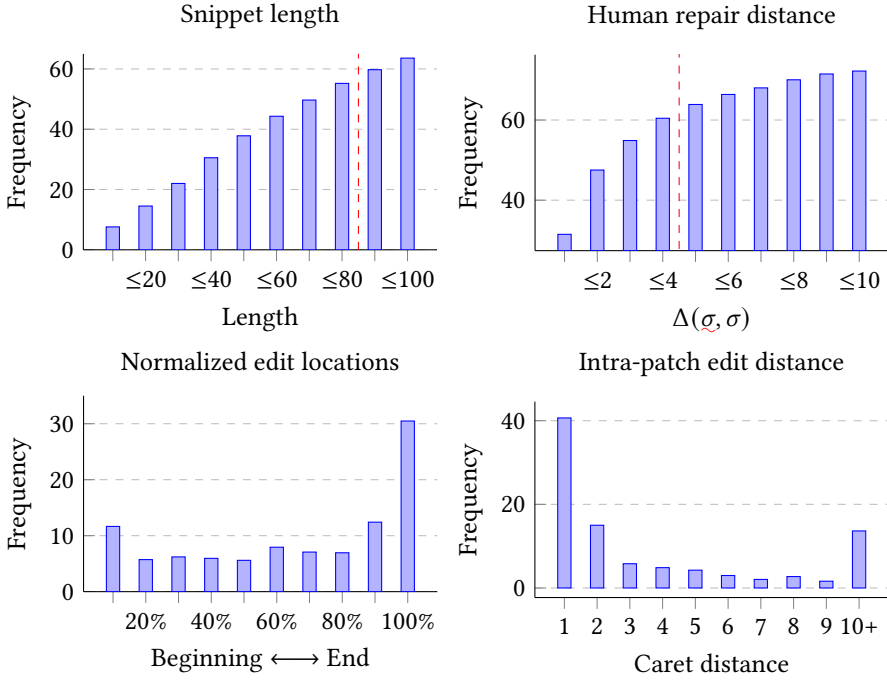 Snippet length
Frequency
60
40
20
0
≤20 ≤40 ≤60 ≤80 ≤100
Length
Human repair distance
Frequency
60
40
≤2 ≤4 ≤6 ≤8 ≤10
Δ(σ, σ)
Normalized edit locations
Frequency
30
20
10
0
20% 40% 60% 80% 100%
Beginning ⟷ End
Intra-patch edit distance
Frequency
40
20
0
1 2 3 4 5 6 7 8 9 10+
Caret distance